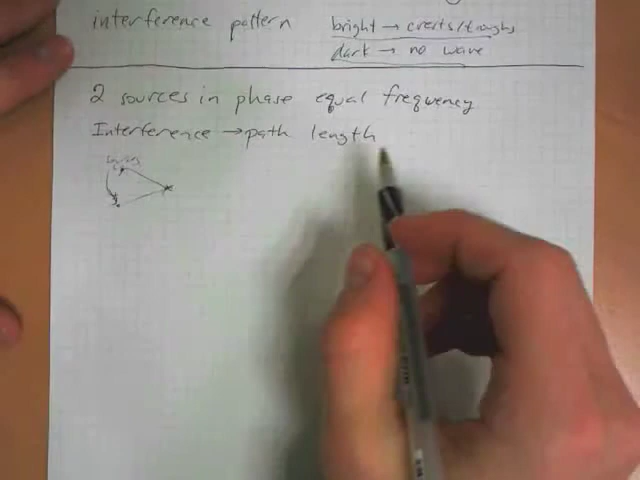 interference pattern bright → crests/troughs
dark → no wave
2 sources in phase equal frequency
Interference → path length